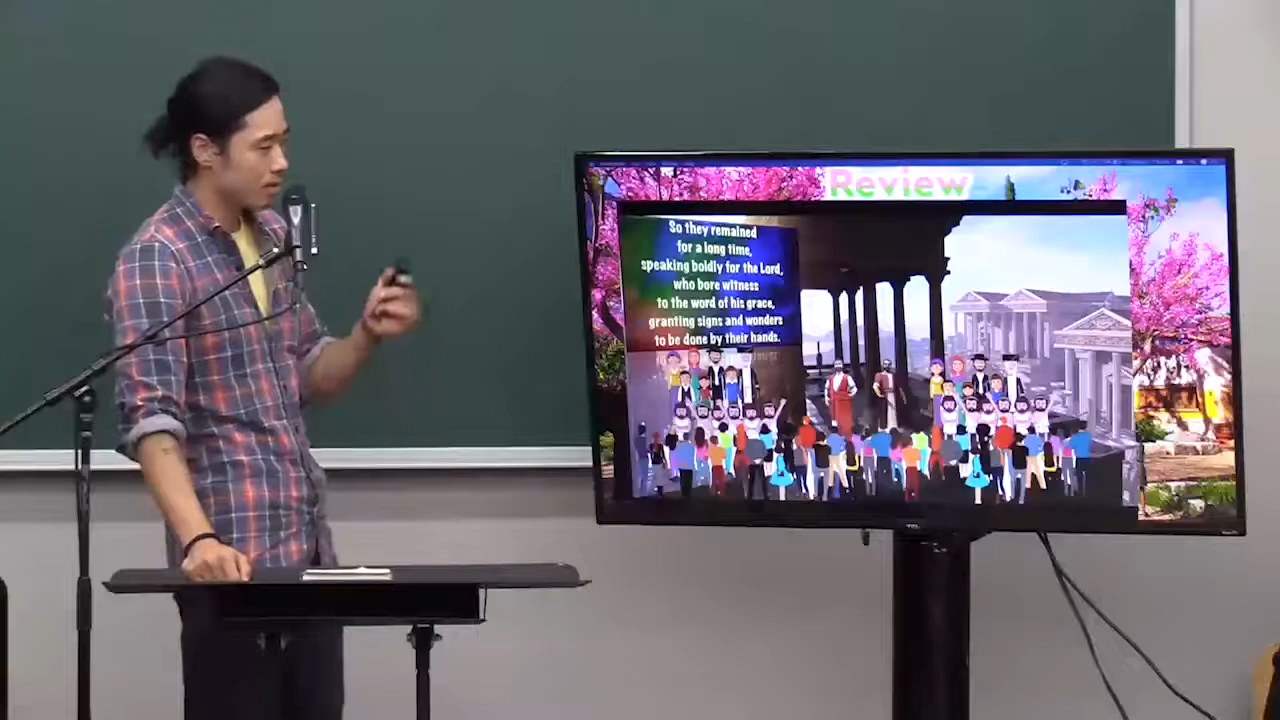 Review
So they remained
for a long time,
speaking boldly for the Lord,
who bore witness
to the word of his grace,
granting signs and wonders
to be done by their hands.
TCL